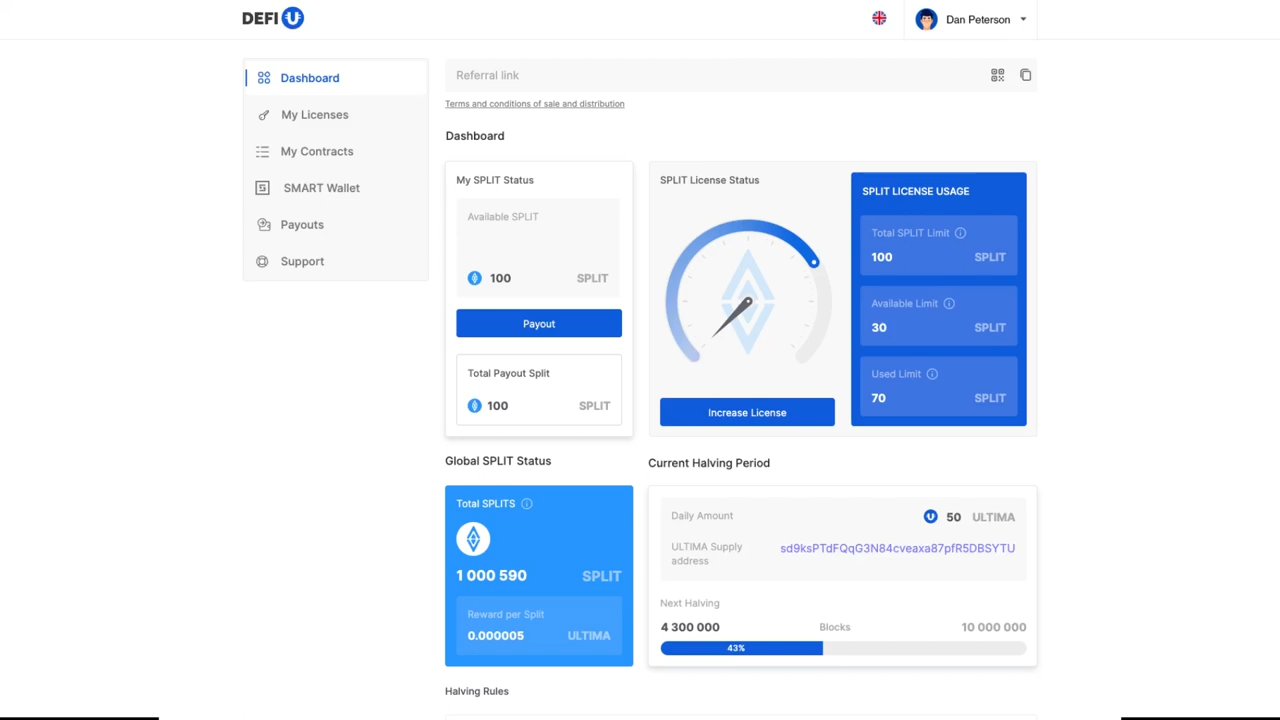 DEFI U
Dan Peterson
Dashboard
My Licenses
My Contracts
SMART Wallet
Payouts
Support
Referral link
Terms and conditions of sale and distribution
Dashboard
My SPLIT Status
Available SPLIT
100 SPLIT
Payout
Total Payout Split
100 SPLIT
SPLIT License Status
Increase License
SPLIT LICENSE USAGE
Total SPLIT Limit
100 SPLIT
Available Limit
30 SPLIT
Used Limit
70 SPLIT
Global SPLIT Status
Total SPLITS
1 000 590 SPLIT
Reward per Split
0.000005 ULTIMA
Current Halving Period
Daily Amount 50 ULTIMA
ULTIMA Supply
address
sd9ksPTdFQqG3N84cveaxa87pfR5DBSYTU
Next Halving
4 300 000 Blocks 10 000 000
43%
Halving Rules